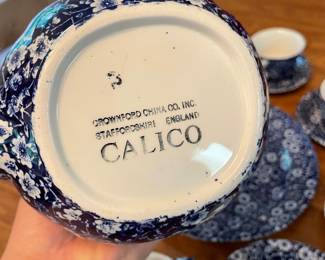 CROWNFORD CHINA CO. INC.
STAFFORDSHIRE ENGLAND
CALICO